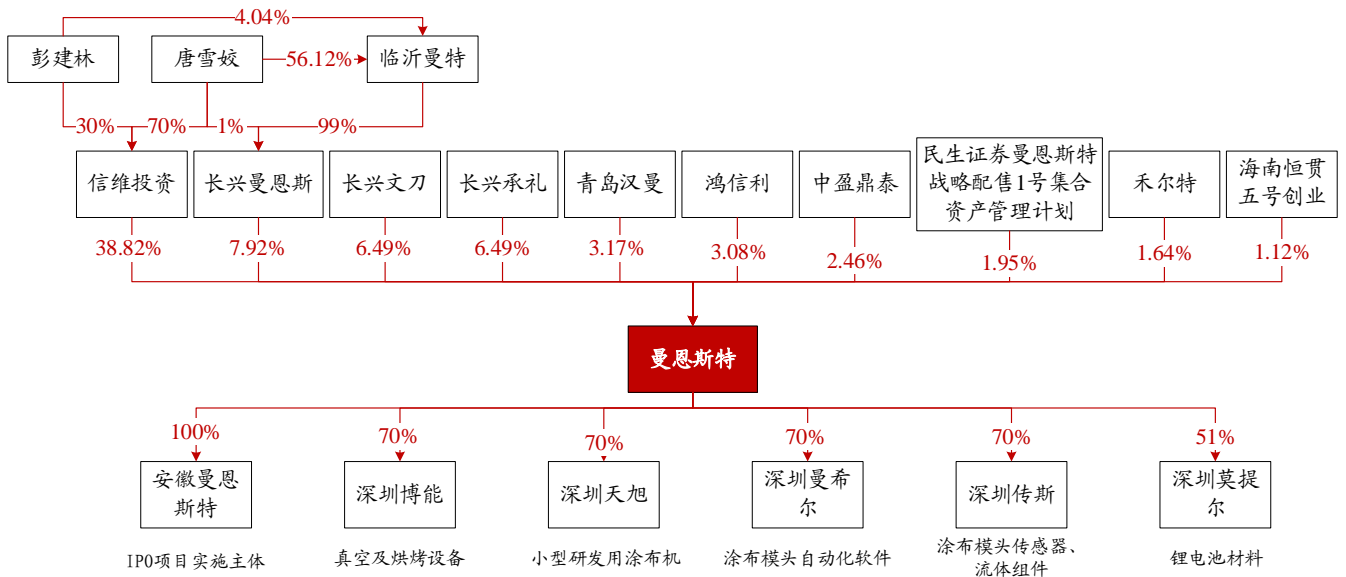 4.04%
彭建林
唐雪姣
56.12%
临沂曼特
30%
70%
1%
99%
信维投资
长兴曼恩斯
长兴文刀
长兴承礼
青岛汉曼
鸿信利
中盈鼎泰
民生证券曼恩斯特
战略配售1号集合
资产管理计划
禾尔特
海南恒贯
五号创业
38.82%
7.92%
6.49%
6.49%
3.17%
3.08%
2.46%
1.95%
1.64%
1.12%
曼恩斯特
100%
70%
70%
70%
70%
51%
安徽曼恩
斯特
深圳博能
深圳天旭
深圳曼希
尔
深圳传斯
深圳莫提
尔
IPO项目实施主体
真空及烘烤设备
小型研发用涂布机
涂布模头自动化软件
涂布模头传感器、
流体组件
锂电池材料